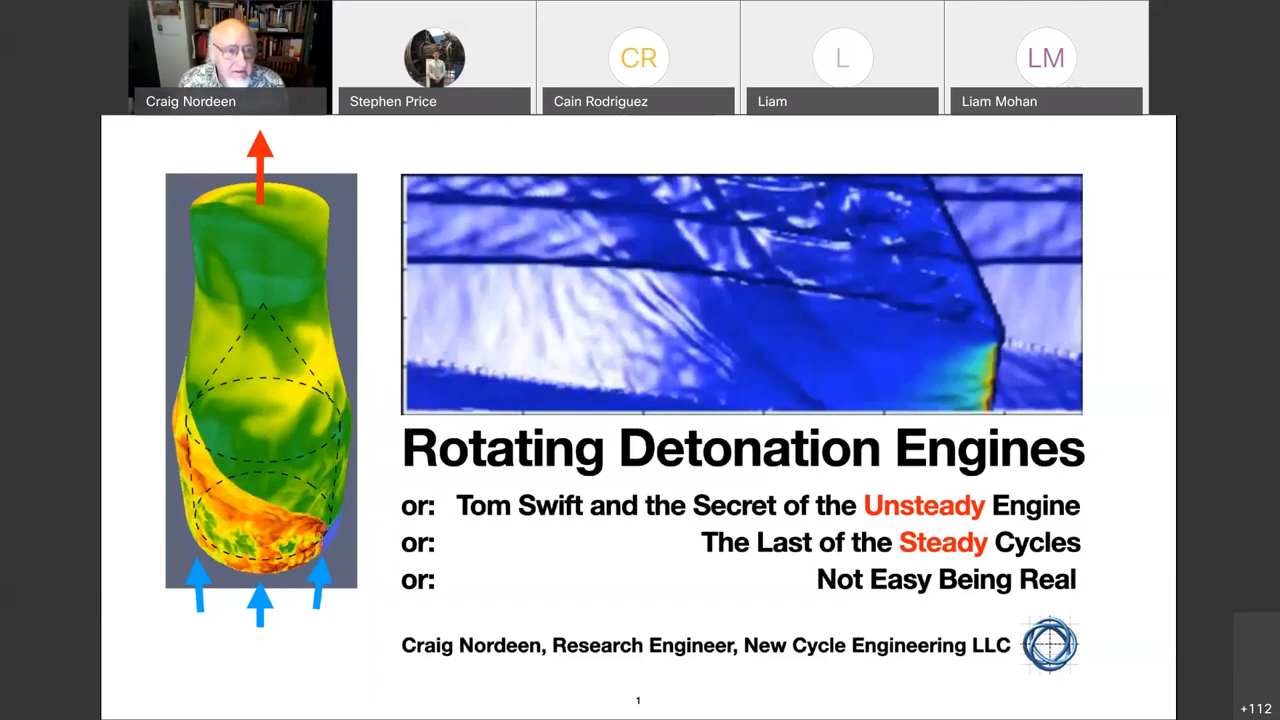 CR
L
LM
Craig Nordeen
Stephen Price
Cain Rodriguez
Liam
Liam Mohan
Rotating Detonation Engines
or: Tom Swift and the Secret of the Unsteady Engine
or: The Last of the Steady Cycles
or: Not Easy Being Real
Craig Nordeen, Research Engineer, New Cycle Engineering LLC
1
+112